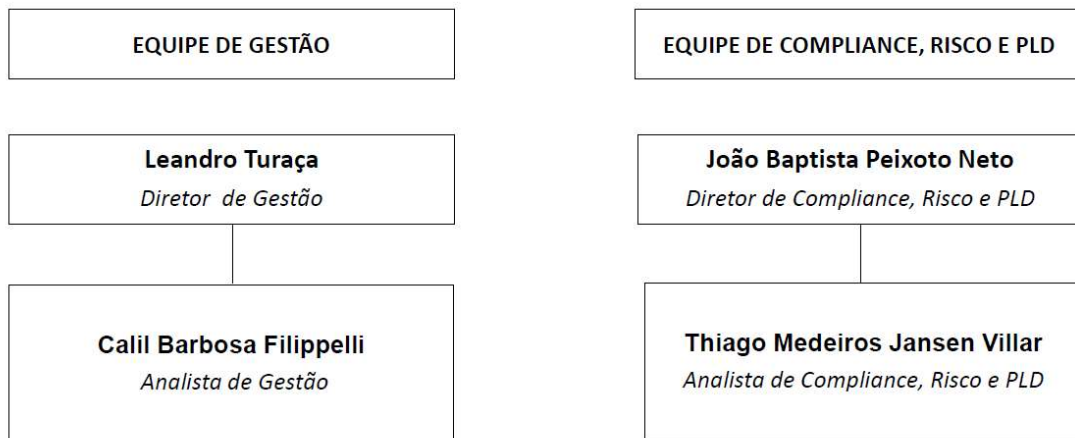 EQUIPE DE GESTÃO
Leandro Turaça
Diretor de Gestão
Calil Barbosa Filippelli
Analista de Gestão
EQUIPE DE COMPLIANCE, RISCO E PLD
João Baptista Peixoto Neto
Diretor de Compliance, Risco e PLD
Thiago Medeiros Jansen Villar
Analista de Compliance, Risco e PLD